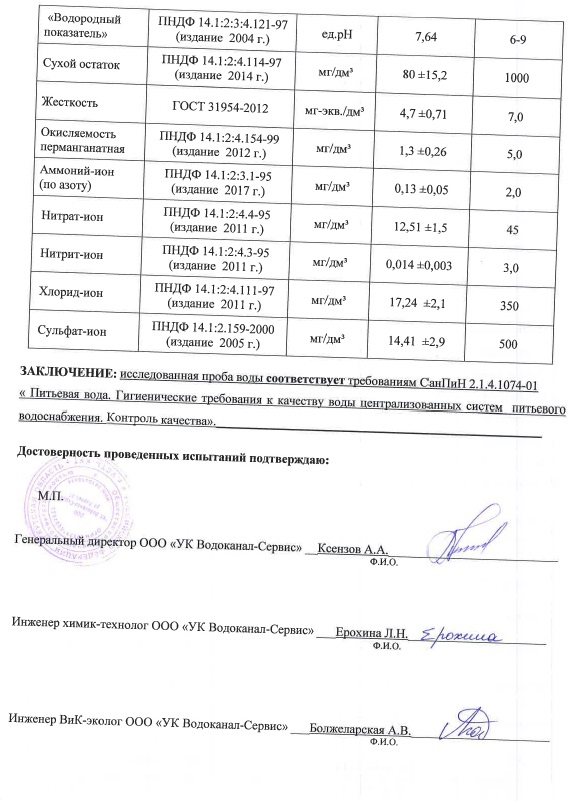 «Водородный показатель» ПНДФ 14.1:2:3:4.121-97 (издание 2004 г.) ед.рН 7,64 6-9
Сухой остаток ПНДФ 14.1:2:4.114-97 (издание 2014 г.) мг/дм³ 80 ±15,2 1000
Жесткость ГОСТ 31954-2012 мг-экв./дм³ 4,7 ±0,71 7,0
Окисляемость перманганатная ПНДФ 14.1:2:4.154-99 (издание 2012 г.) мг/дм³ 1,3 ±0,26 5,0
Аммоний-ион (по азоту) ПНДФ 14.1:2:3.1-95 (издание 2017 г.) мг/дм³ 0,13 ±0,05 2,0
Нитрат-ион ПНДФ 14.1:2:4.4-95 (издание 2011 г.) мг/дм³ 12,51 ±1,5 45
Нитрит-ион ПНДФ 14.1:2:4.3-95 (издание 2011 г.) мг/дм³ 0,014 ±0,003 3,0
Хлорид-ион ПНДФ 14.1:2:4.111-97 (издание 2011 г.) мг/дм³ 17,24 ±2,1 350
Сульфат-ион ПНДФ 14.1:2.159-2000 (издание 2005 г.) мг/дм³ 14,41 ±2,9 500
ЗАКЛЮЧЕНИЕ: исследованная проба воды соответствует требованиям СанПиН 2.1.4.1074-01
« Питьевая вода. Гигиенические требования к качеству воды централизованных систем питьевого
водоснабжения. Контроль качества».
Достоверность проведенных испытаний подтверждаю:
М.П.
Генеральный директор ООО «УК Водоканал-Сервис» Ксензов А.А.
Ф.И.О.
Инженер химик-технолог ООО «УК Водоканал-Сервис» Ерохина Л.Н. Ерохина
Ф.И.О.
Инженер ВиК-эколог ООО «УК Водоканал-Сервис» Болжеларская А.В.
Ф.И.О.